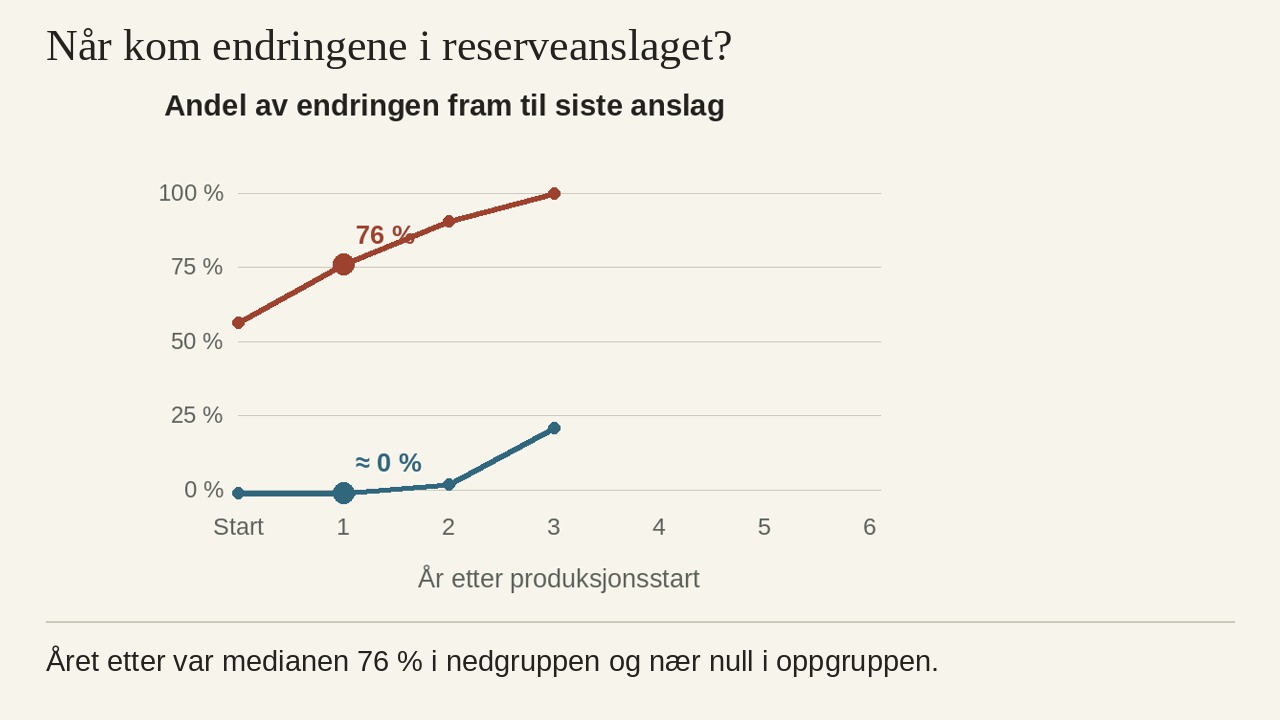 Når kom endringene i reserveanslaget?
Andel av endringen fram til siste anslag
100 %
76 %
75 %
50 %
25 %
≈ 0 %
0 %
Start 1 2 3 4 5 6
År etter produksjonsstart
Året etter var medianen 76 % i nedgruppen og nær null i oppgruppen.